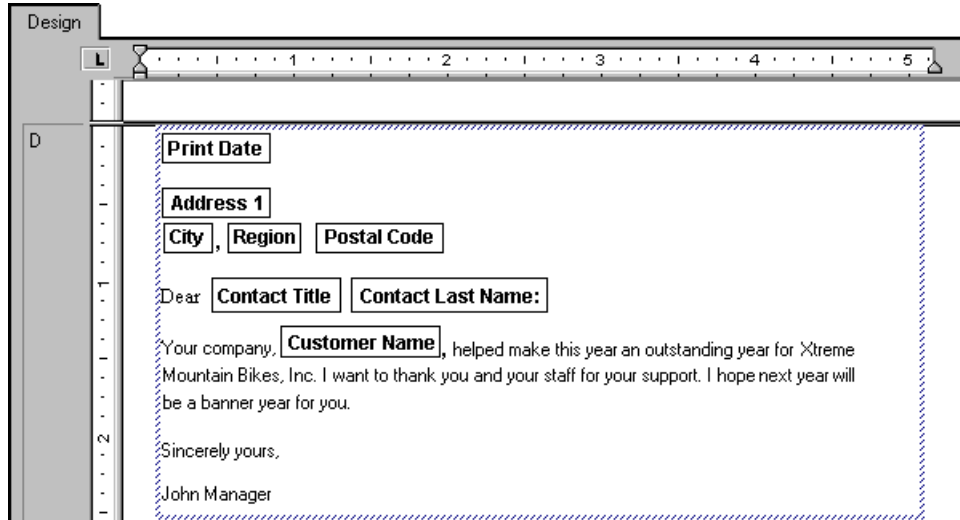 Design
L 1 2 3 4 5
D
Print Date
Address 1
City , Region Postal Code
1
Dear Contact Title Contact Last Name:
Your company, Customer Name , helped make this year an outstanding year for Xtreme
Mountain Bikes, Inc. I want to thank you and your staff for your support. I hope next year will
be a banner year for you.
2
Sincerely yours,
John Manager